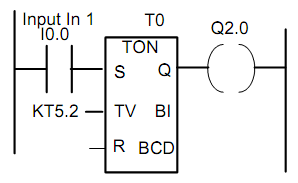 Input In 1
I0.0
T0
TON
Q2.0
S Q
KT5.2 TV BI
R BCD